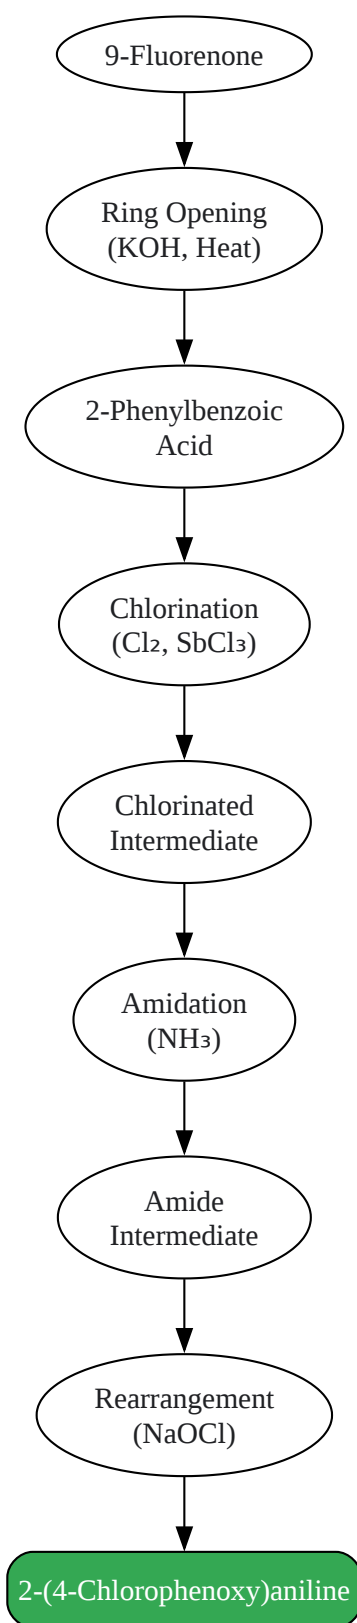 9-Fluorenone
Ring Opening
(KOH, Heat)
2-Phenylbenzoic
Acid
Chlorination
(Cl₂, SbCl₃)
Chlorinated
Intermediate
Amidation
(NH₃)
Amide
Intermediate
Rearrangement
(NaOCl)
2-(4-Chlorophenoxy)aniline